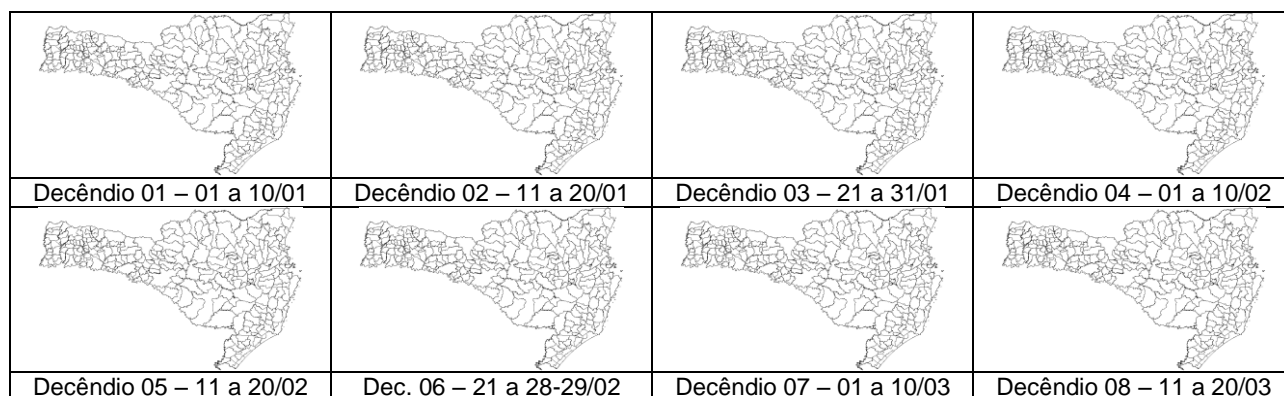 Decêndio 01 – 01 a 10/01
Decêndio 02 – 11 a 20/01
Decêndio 03 – 21 a 31/01
Decêndio 04 – 01 a 10/02
Decêndio 05 – 11 a 20/02
Dec. 06 – 21 a 28-29/02
Decêndio 07 – 01 a 10/03
Decêndio 08 – 11 a 20/03